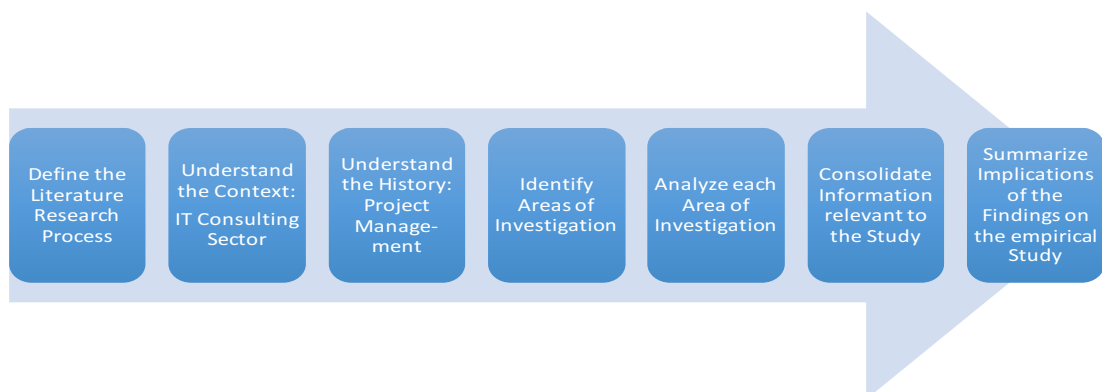 Define the
Literature
Research
Process
Understand
the Context:
IT Consulting
Sector
Understand
the History:
Project
Manage-
ment
Identify
Areas of
Investigation
Analyze each
Area of
Investigation
Consolidate
Information
relevant to
the Study
Summarize
Implications
of the
Findings on
the empirical
Study